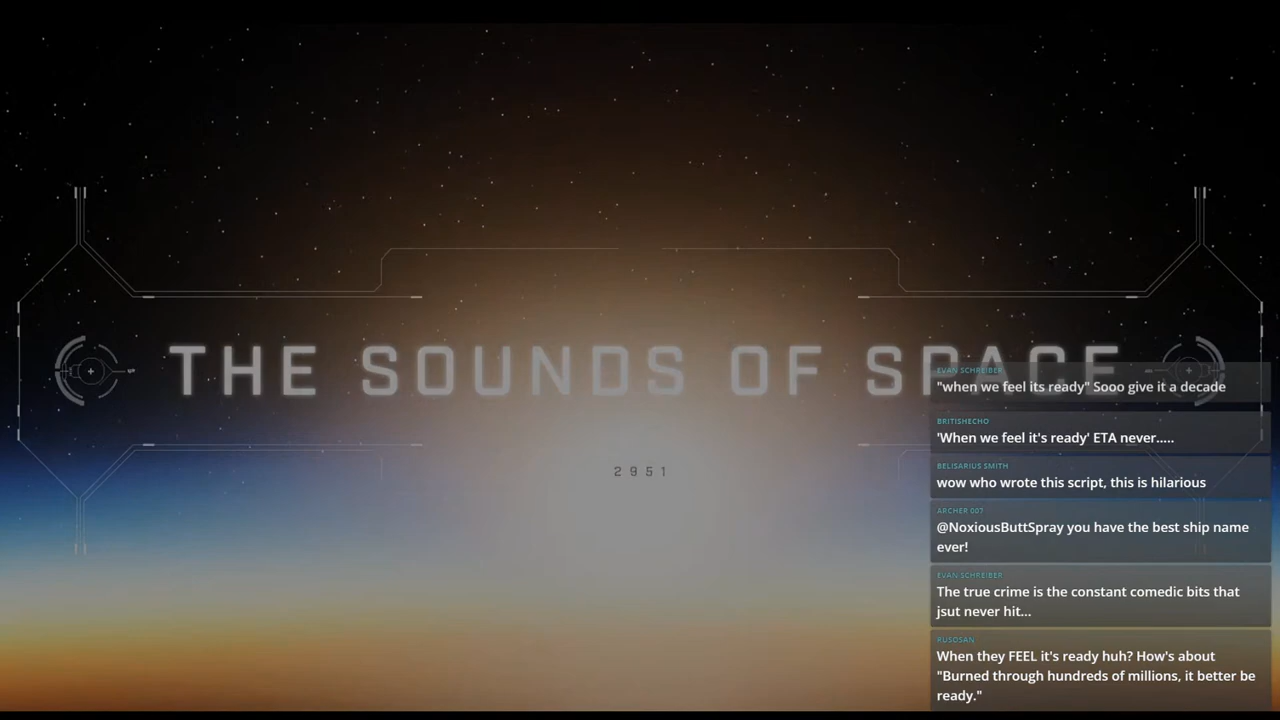 THE SOUNDS OF SPACE
2951
EVAN SCHREIBER
"when we feel its ready" Sooo give it a decade
BRITISHECHO
'When we feel it's ready' ETA never.....
BELISARIUS SMITH
wow who wrote this script, this is hilarious
ARCHER 007
@NoxiousButtSpray you have the best ship name
ever!
EVAN SCHREIBER
The true crime is the constant comedic bits that
jsut never hit...
RUSOSAN
When they FEEL it's ready huh? How's about
"Burned through hundreds of millions, it better be
ready."